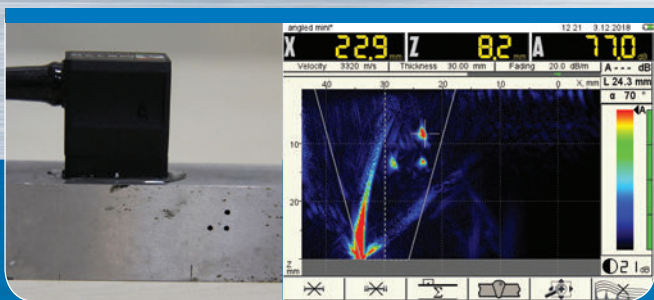 angled mini* 12 21 3.12.2018
X 22.9 mm Z 8.2 mm A 77.0 dB
Velocity 3320 m/s Thickness 30.00 mm Fading 20.0 dB/m A - - - dB
40 30 20 10 0 X, mm L 24.3 mm
α 70 °
A
10
20
Z
mm
21 dB
Σ